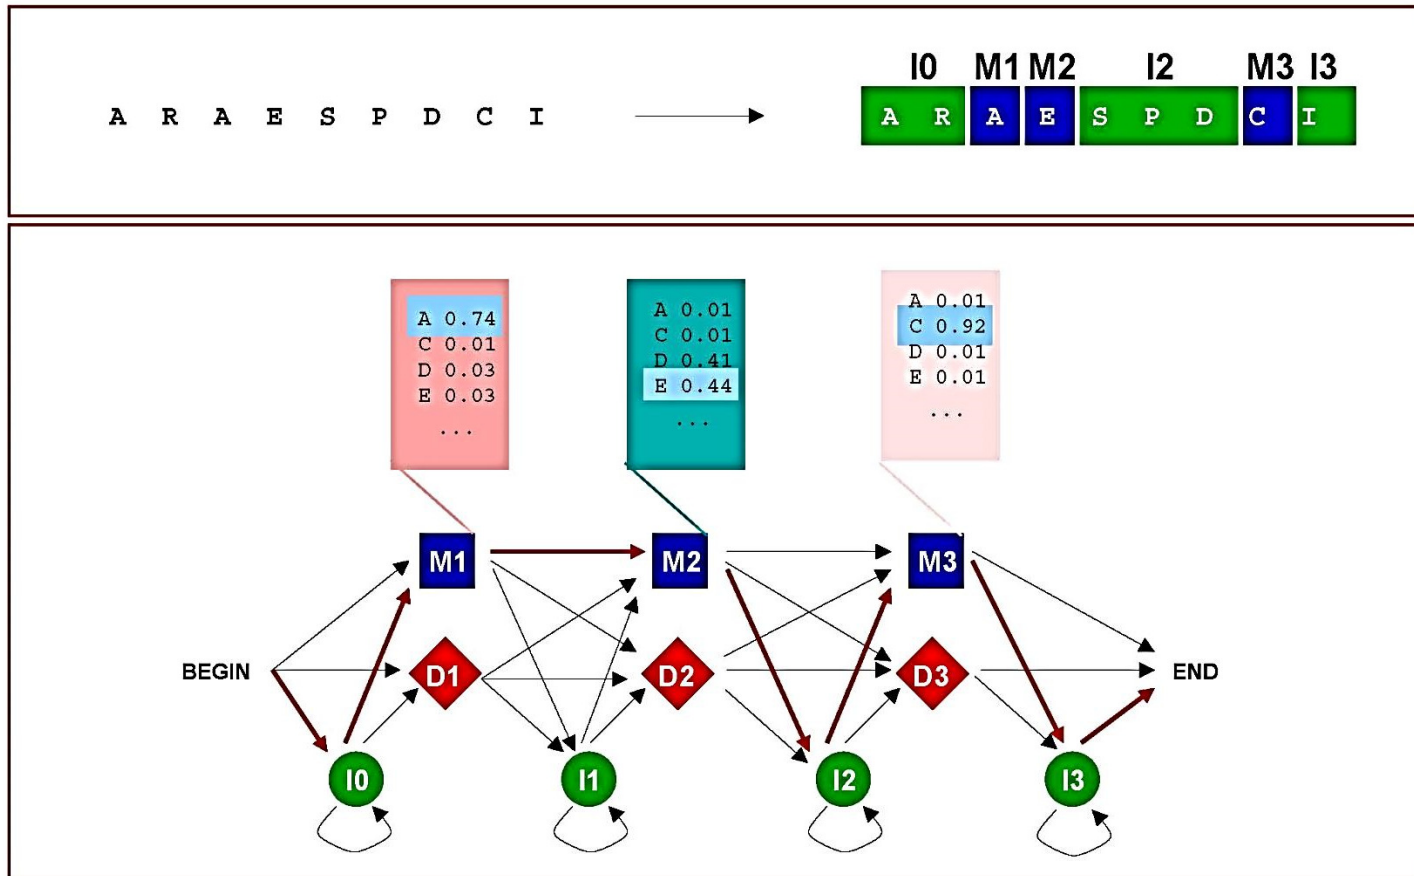 I0 M1 M2 I2 M3 I3
A R A E S P D C I
A R A E S P D C I
A 0.74
C 0.01
D 0.03
E 0.03
...
A 0.01
C 0.01
D 0.41
E 0.44
...
A 0.01
C 0.92
D 0.01
E 0.01
...
M1 M2 M3
BEGIN D1 D2 D3 END
I0 I1 I2 I3